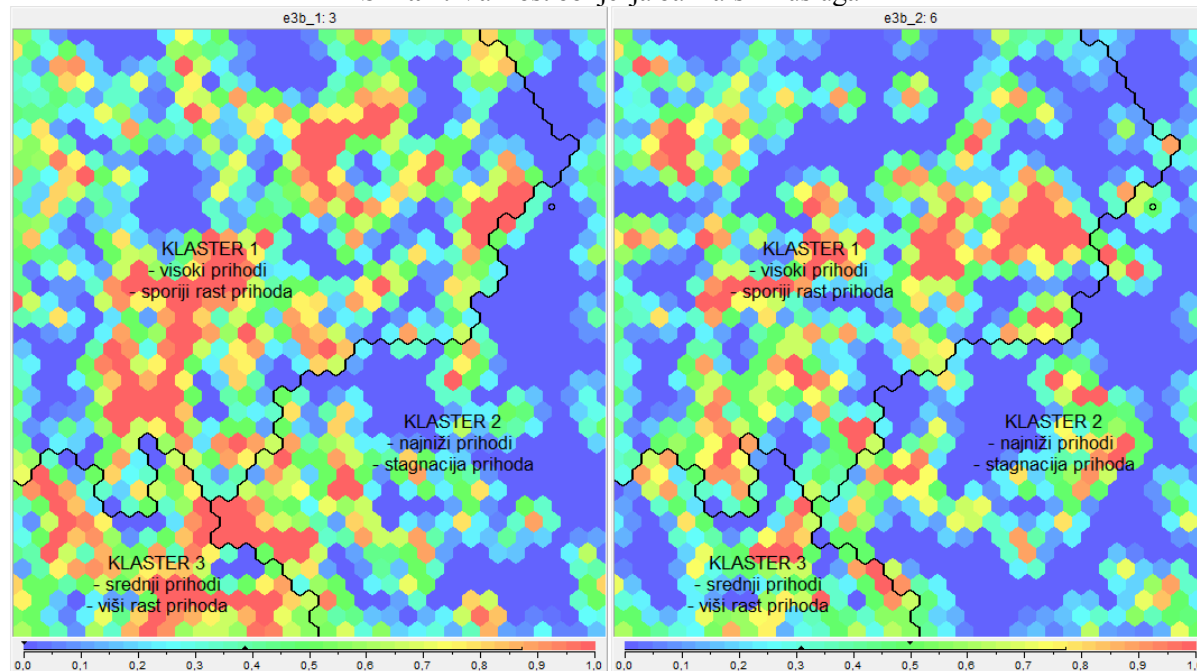 e3b_1: 3
e3b_2: 6
KLASTER 1
- visoki prihodi
- sporiji rast prihoda
KLASTER 2
- najniži prihodi
- stagnacija prihoda
KLASTER 3
- srednji prihodi
- viši rast prihoda
KLASTER 1
- visoki prihodi
- sporiji rast prihoda
KLASTER 2
- najniži prihodi
- stagnacija prihoda
KLASTER 3
- srednji prihodi
- viši rast prihoda
0,0 0,1 0,2 0,3 0,4 0,5 0,6 0,7 0,8 0,9 1,0
0,0 0,1 0,2 0,3 0,4 0,5 0,6 0,7 0,8 0,9